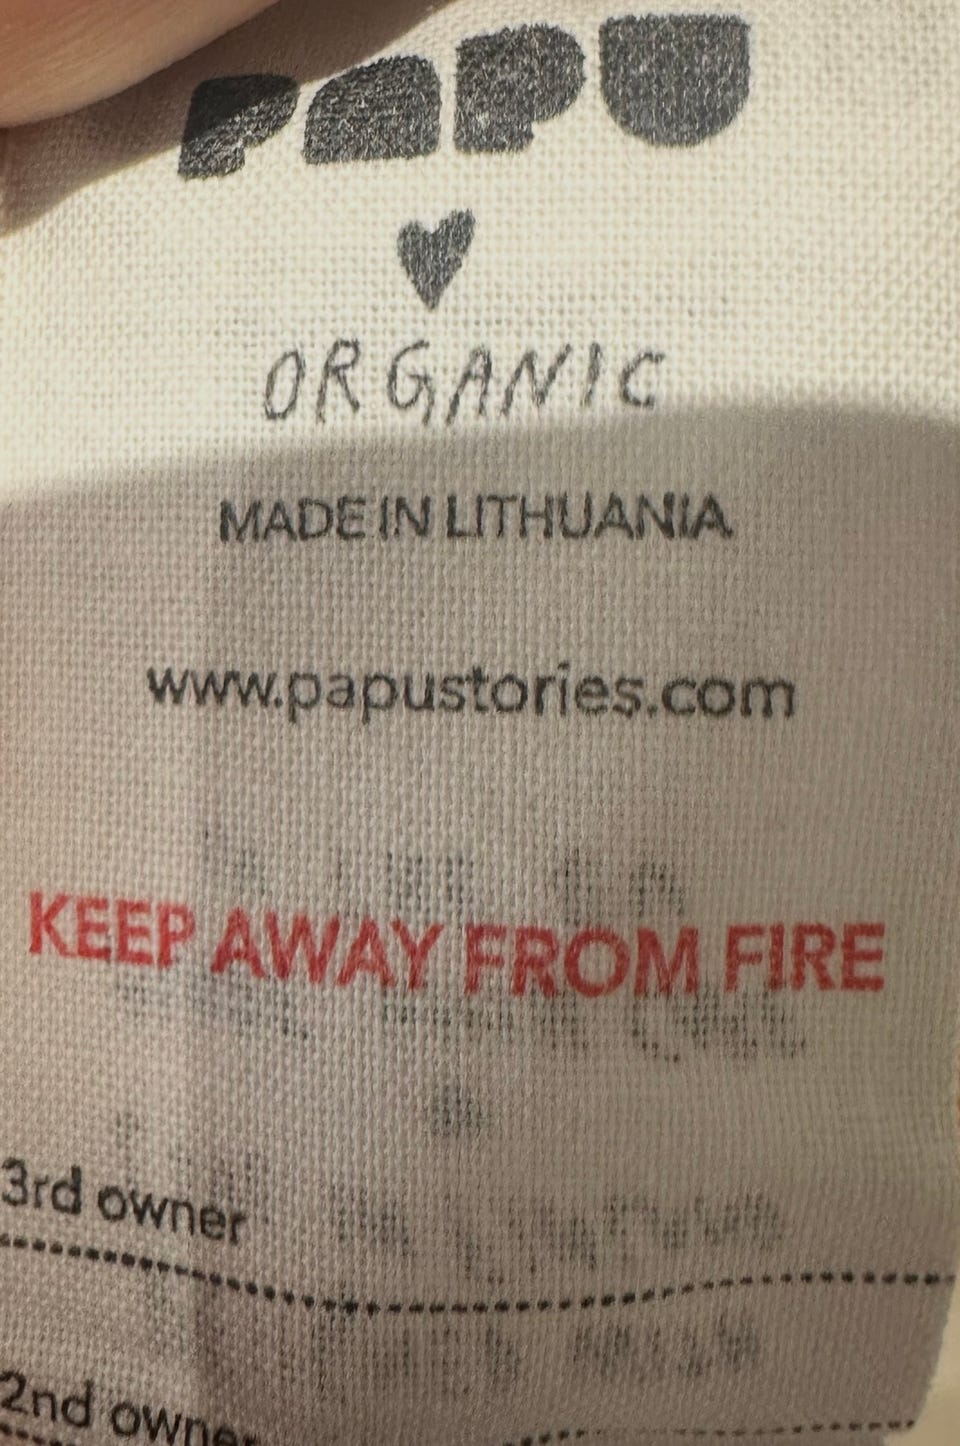 PAPU
ORGANIC
MADE IN LITHUANIA
www.papustories.com
KEEP AWAY FROM FIRE
3rd owner
2nd owner